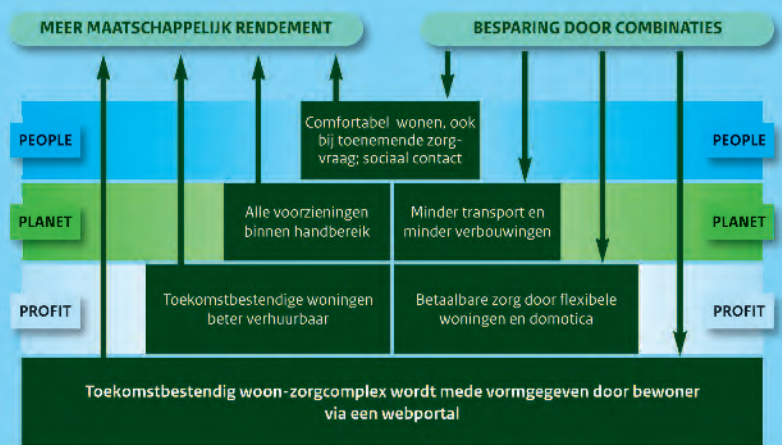 MEER MAATSCHAPPELIJK RENDEMENT
BESPARING DOOR COMBINATIES
PEOPLE
Comfortabel wonen, ook
bij toenemende zorg-
vraag; sociaal contact
PEOPLE
PLANET
Alle voorzieningen
binnen handbereik
Minder transport en
minder verbouwingen
PLANET
PROFIT
Toekomstbestendige woningen
beter verhuurbaar
Betaalbare zorg door flexibele
woningen en domotica
PROFIT
Toekomstbestendig woon-zorgcomplex wordt mede vormgegeven door bewoner
via een webportal